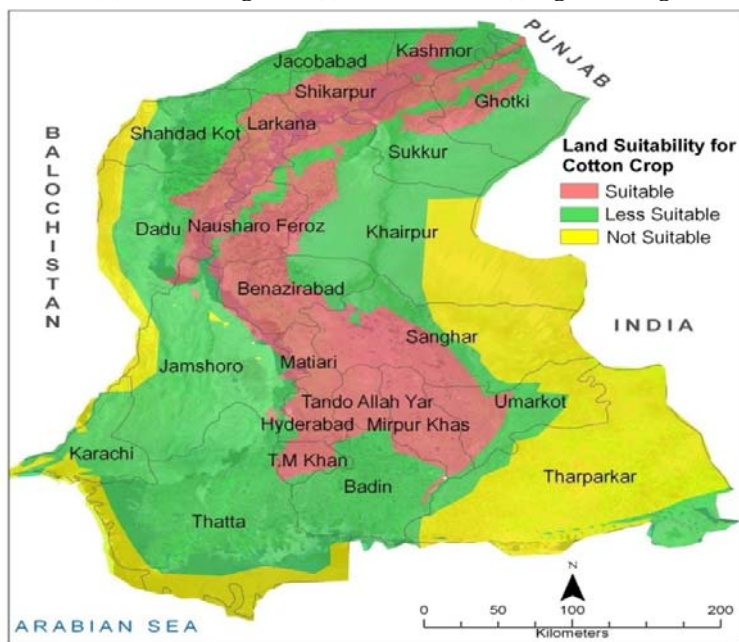 PUNJAB
Kashmor
Jacobabad
Shikarpur
Ghotki
Larkana
Shahdad Kot
Sukkur
BALOCHISTAN
Land Suitability for
Cotton Crop
Suitable
Less Suitable
Not Suitable
Dadu
Nausharo Feroz
Khairpur
Benazirabad
INDIA
Sanghar
Jamshoro
Matiari
Tando Allah Yar
Umarkot
Hyderabad
Mirpur Khas
Karachi
T.M Khan
Tharparkar
Badin
Thatta
N
ARABIAN SEA
0 50 100 200
Kilometers